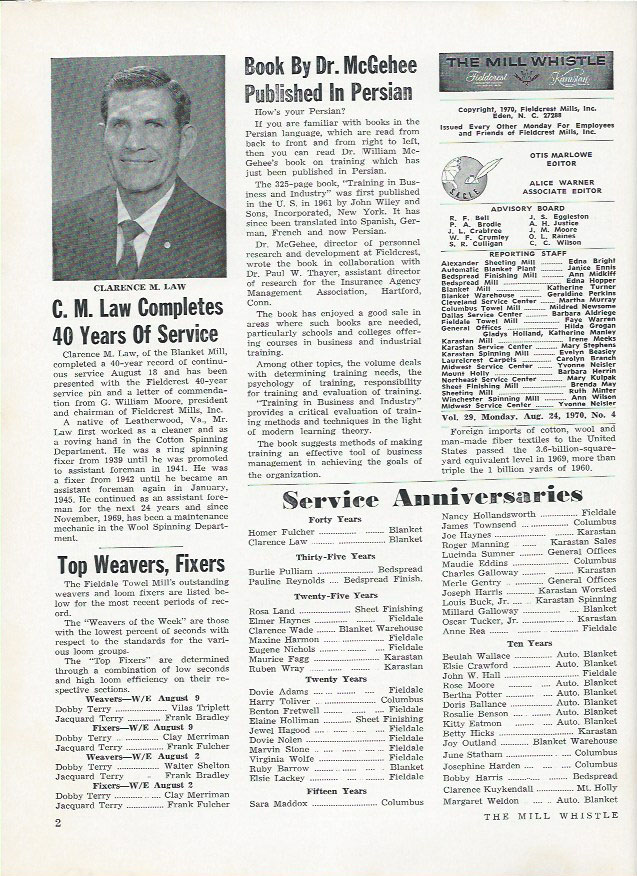 CLARENCE M. LAW
C. M. Law Completes
40 Years Of Service
Clarence M. Law, of the Blanket Mill,
completed a 40-year record of continu-
ous service August 18 and has been
presented with the Fieldcrest 40-year
service pin and a letter of commenda-
tion from G. William Moore, president
and chairman of Fieldcrest Mills, Inc.
A native of Leatherwood, Va., Mr.
Law first worked as a cleaner and as
a roving hand in the Cotton Spinning
Department. He was a ring spinning
fixer from 1939 until he was promoted
to assistant foreman in 1941. He was
a fixer from 1942 until he became an
assistant foreman again in January,
1945. He continued as an assistant fore-
man for the next 24 years and since
November, 1969, has been a maintenance
mechanic in the Wool Spinning Depart-
ment.
Top Weavers, Fixers
The Fieldale Towel Mill's outstanding
weavers and loom fixers are listed be-
low for the most recent periods of rec-
ord.
The "Weavers of the Week" are those
with the lowest percent of seconds with
respect to the standards for the vari-
ous loom groups.
The "Top Fixers" are determined
through a combination of low seconds
and high loom efficiency on their re-
spective sections.
Weavers—W/E August 9
Dobby Terry ........ Vilas Triplett
Jacquard Terry ........ Frank Bradley
Fixers—W/E August 9
Dobby Terry ........ Clay Merriman
Jacquard Terry ........ Frank Fulcher
Weavers—W/E August 2
Dobby Terry ........ Walter Shelton
Jacquard Terry ........ Frank Bradley
Fixers—W/E August 2
Dobby Terry ........ Clay Merriman
Jacquard Terry ........ Frank Fulcher
2
Book By Dr. McGehee
Published In Persian
How's your Persian?
If you are familiar with books in the
Persian language, which are read from
back to front and from right to left,
then you can read Dr. William Mc-
Gehee's book on training which has
just been published in Persian.
The 325-page book, "Training in Bus-
iness and Industry" was first published
in the U. S. in 1961 by John Wiley and
Sons, Incorporated, New York. It has
since been translated into Spanish, Ger-
man, French and now Persian.
Dr. McGehee, director of personnel
research and development at Fieldcrest,
wrote the book in collaboration with
Dr. Paul W. Thayer, assistant director
of research for the Insurance Agency
Management Association, Hartford,
Conn.
The book has enjoyed a good sale in
areas where such books are needed,
particularly schools and colleges offer-
ing courses in business and industrial
training.
Among other topics, the volume deals
with determining training needs, the
psychology of training, responsibility
for training and evaluation of training.
"Training in Business and Industry"
provides a critical evaluation of train-
ing methods and techniques in the light
of modern learning theory.
The book suggests methods of making
training an effective tool of business
management in achieving the goals of
the organization.
THE MILL WHISTLE
Fieldcrest Karastan
Copyright, 1970, Fieldcrest Mills, Inc.
Eden, N. C. 27288
Issued Every Other Monday For Employees
and Friends of Fieldcrest Mills, Inc.
OTIS MARLOWE
EDITOR
ALICE WARNER
ASSOCIATE EDITOR
ADVISORY BOARD
R. F. Bell J. S. Eggleston
P. A. Brodie A. H. Justice
J. L. Crabtree J. M. Moore
W. F. Crumley O. L. Raines
S. R. Culligan C. C. Wilson
REPORTING STAFF
Alexander Sheeting Mill ........ Edna Bright
Automatic Blanket Plant ........ Janice Ennis
Bedspread Finishing Mill ........ Ann Midkiff
Bedspread Mill ........ Edna Hopper
Blanket Mill ........ Katherine Turner
Blanket Warehouse ........ Geraldine Perkins
Cleveland Service Center ........ Martha Murray
Columbus Towel Mill ........ Mildred Newsome
Dallas Service Center ........ Barbara Aldriege
Fieldale Towel Mill ........ Faye Warren
General Offices ........ Hilda Grogan
Gladys Holland, Katherine Manley
Karastan Mill ........ Irene Meeks
Karastan Service Center ........ Mary Stephens
Karastan Spinning Mill ........ Evelyn Beasley
Laurelcrest Carpets ........ Carolyn Branch
Midwest Service Center ........ Yvonne Neisler
Mount Holly ........ Barbara Herrin
Northeast Service Center ........ Mary Kulpak
Sheet Finishing Mill ........ Brenda May
Sheeting Mill ........ Ruth Minter
Winchester Spinning Mill ........ Ann Wilson
Midwest Service Center ........ Yvonne Neisler
Vol. 29, Monday, Aug. 24, 1970, No. 4
Foreign imports of cotton, wool and
man-made fiber textiles to the United
States passed the 3.6-billion-square-
yard equivalent level in 1969, more than
triple the 1 billion yards of 1960.
Service Anniversaries
Forty Years
Homer Fulcher ........ Blanket
Clarence Law ........ Blanket
Thirty-Five Years
Burlie Pulliam ........ Bedspread
Pauline Reynolds .... Bedspread Finish.
Twenty-Five Years
Rosa Land ........ Sheet Finishing
Elmer Haynes ........ Fieldale
Clarence Wade ........ Blanket Warehouse
Maxine Harmon ........ Fieldale
Eugene Nichols ........ Fieldale
Maurice Fagg ........ Karastan
Ruben Wray ........ Karastan
Twenty Years
Dovie Adams ........ Fieldale
Harry Toliver ........ Columbus
Benton Fretwell ........ Fieldale
Elaine Holliman ........ Sheet Finishing
Jewel Hagood ........ Fieldale
Dovie Nolen ........ Fieldale
Marvin Stone ........ Fieldale
Virginia Wolfe ........ Fieldale
Ruby Barrow ........ Blanket
Elsie Lackey ........ Fieldale
Fifteen Years
Sara Maddox ........ Columbus
Nancy Hollandsworth ........ Fieldale
James Townsend ........ Columbus
Joe Haynes ........ Karastan
Roger Manning ........ Karastan Sales
Lucinda Sumner ........ General Offices
Maudie Eddins ........ Columbus
Charles Galloway ........ Karastan
Merle Gentry ........ General Offices
Joseph Harris ........ Karastan Worsted
Louis Buck, Jr. ........ Karastan Spinning
Millard Galloway ........ Blanket
Oscar Tucker, Jr. ........ Karastan
Anne Rea ........ Fieldale
Ten Years
Beulah Wallace ........ Auto. Blanket
Elsie Crawford ........ Auto. Blanket
John W. Hall ........ Fieldale
Rose Moore ........ Auto. Blanket
Bertha Potter ........ Auto. Blanket
Doris Ballance ........ Auto. Blanket
Rosalie Benson ........ Auto. Blanket
Kitty Eatmon ........ Auto. Blanket
Betty Hicks ........ Karastan
Joy Outland ........ Blanket Warehouse
June Statham ........ Columbus
Josephine Harden ........ Columbus
Bobby Harris ........ Bedspread
Clarence Kuykendall ........ Mt. Holly
Margaret Weldon ........ Auto. Blanket
THE MILL WHISTLE